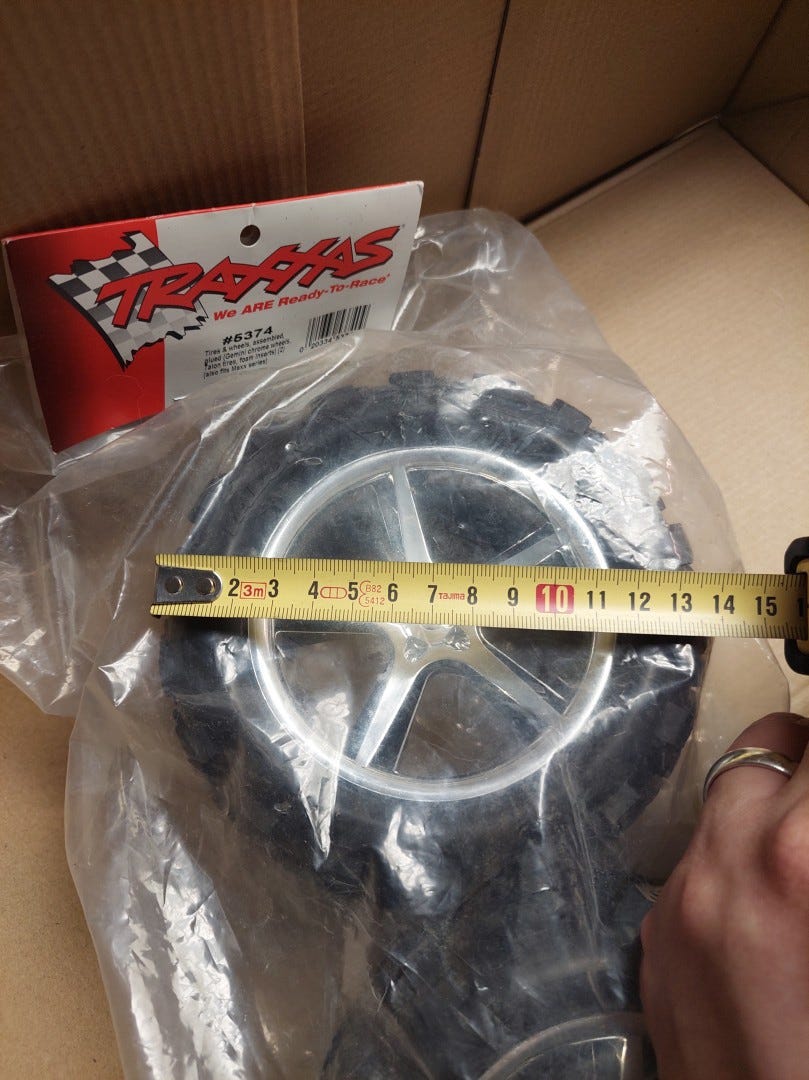 TRAXXAS
We ARE Ready-To-Race
#5374
Tires & wheels, assembled,
glued (Gemini chrome wheels,
Talon tires, foam inserts) (2)
(also fits Maxx series)
2 3m 3 4 5 B82 5412 6 7 TAJIMA 8 9 10 11 12 13 14 15